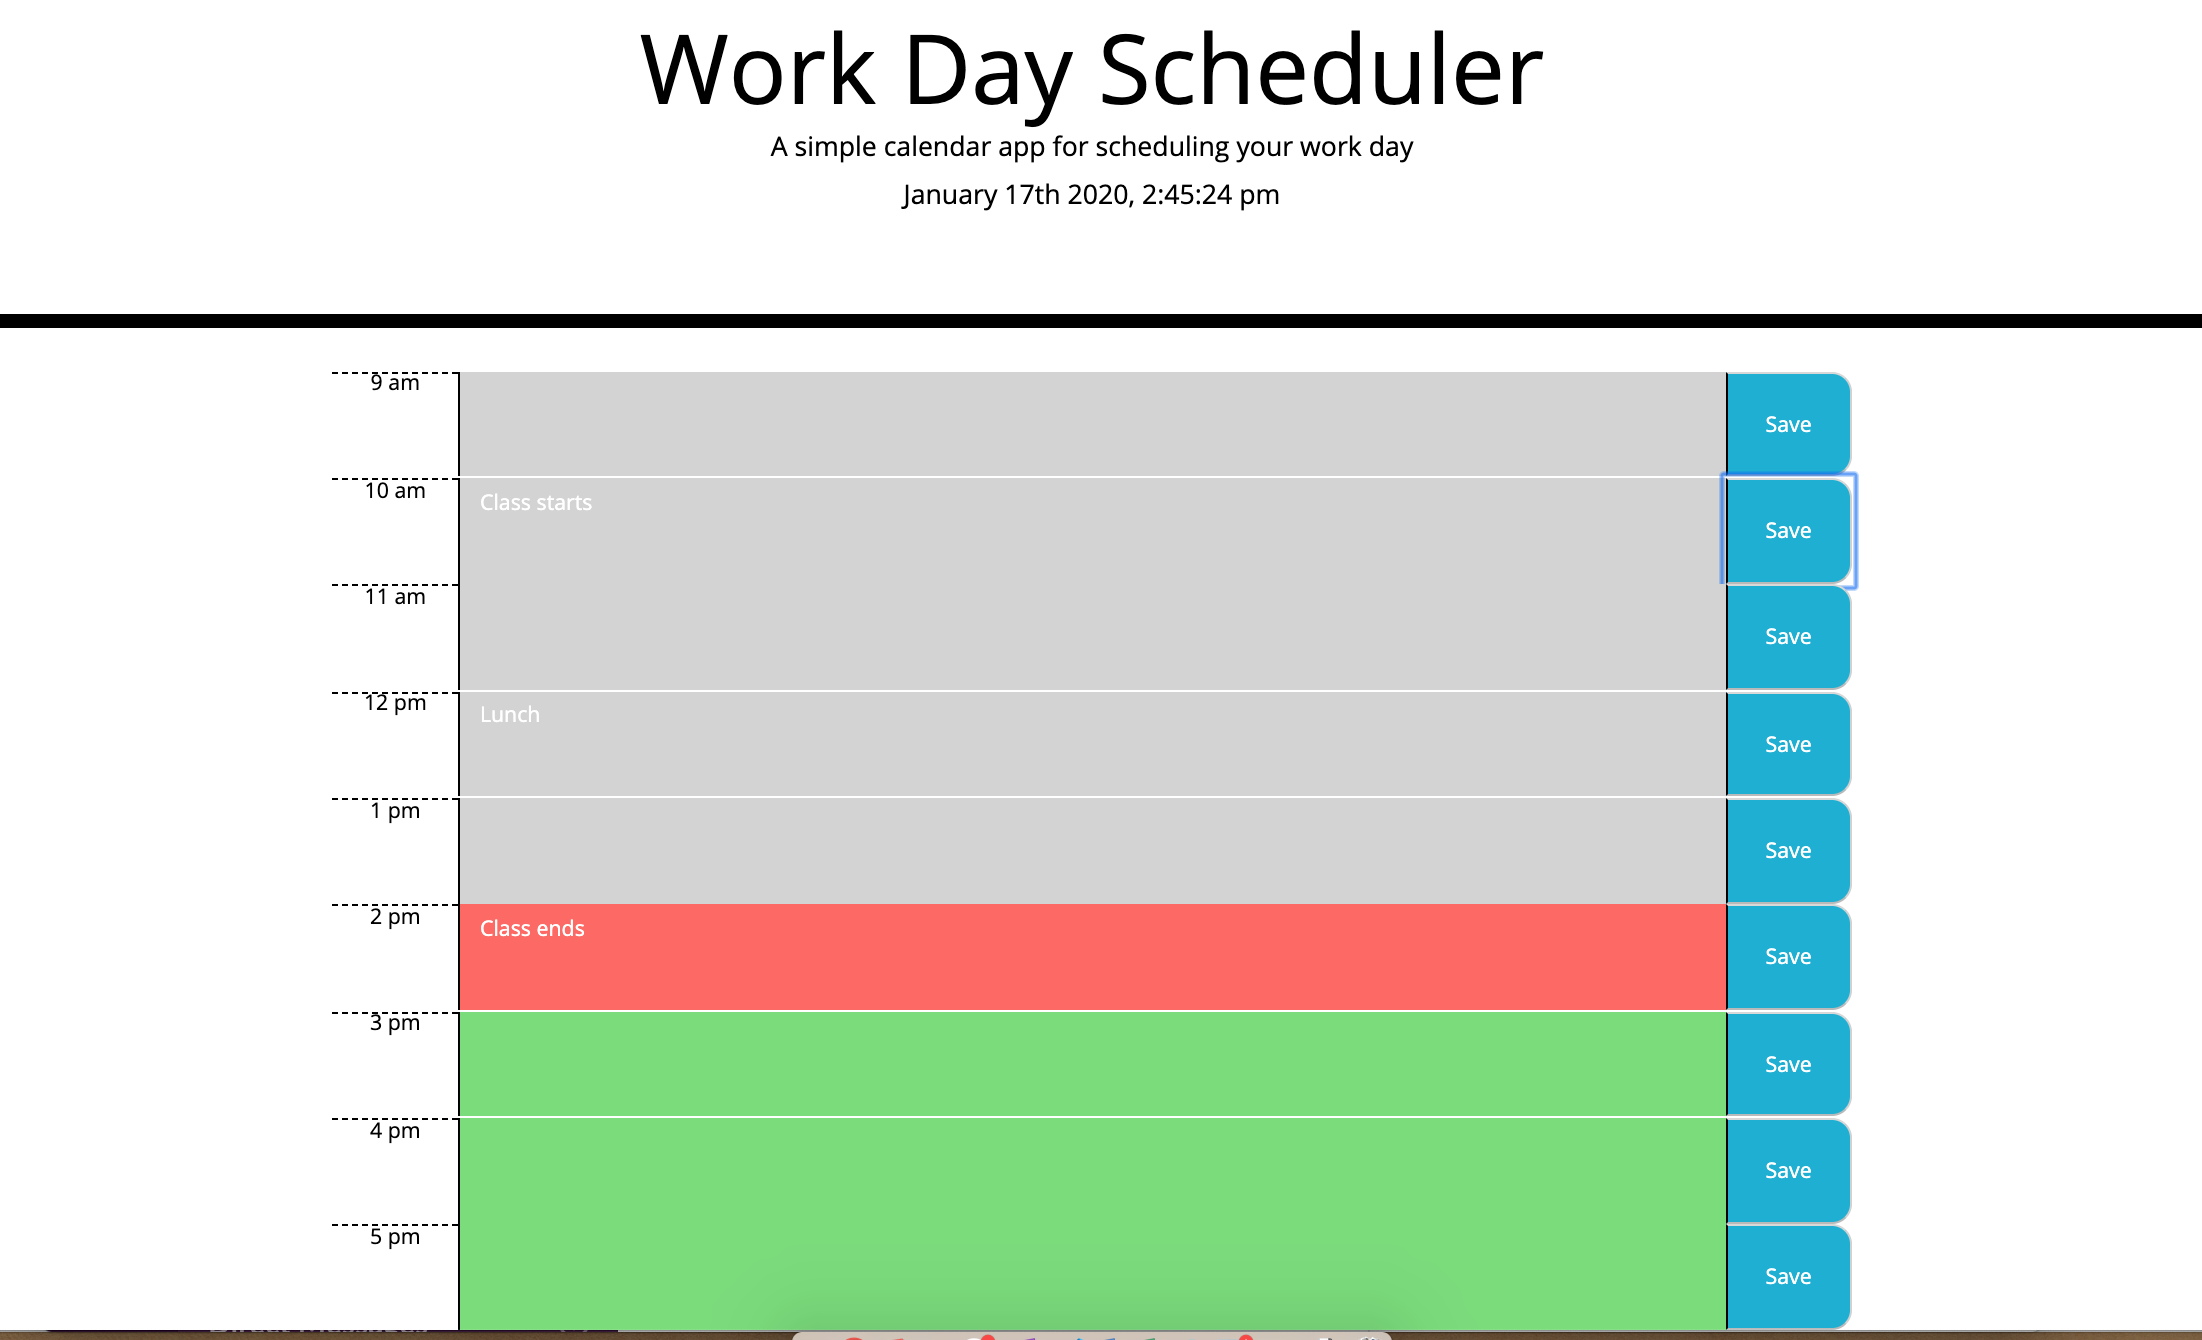 Work Day Scheduler
A simple calendar app for scheduling your work day
January 17th 2020, 2:45:24 pm
9 am
Save
10 am
Class starts
Save
11 am
Save
12 pm
Lunch
Save
1 pm
Save
2 pm
Class ends
Save
3 pm
Save
4 pm
Save
5 pm
Save